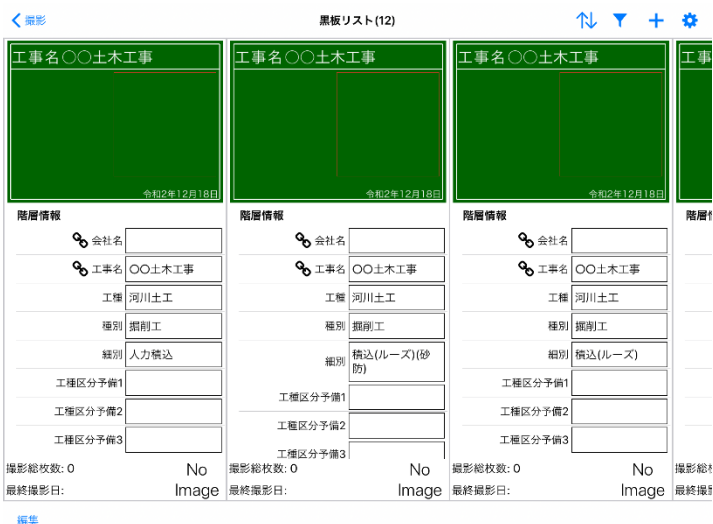 撮影
黒板リスト(12)
工事名○○土木工事
令和2年12月18日
階層情報
会社名
工事名 〇〇土木工事
工種 河川土工
種別 掘削工
細別 人力積込
工種区分予備1
工種区分予備2
工種区分予備3
撮影総枚数: 0
最終撮影日:
No
Image
工事名○○土木工事
令和2年12月18日
階層情報
会社名
工事名 〇〇土木工事
工種 河川土工
種別 掘削工
細別 積込(ルーズ)(砂
防)
工種区分予備1
工種区分予備2
工種区分予備3
撮影総枚数: 0
最終撮影日:
No
Image
工事名○○土木工事
令和2年12月18日
階層情報
会社名
工事名 〇〇土木工事
工種 河川土工
種別 掘削工
細別 積込(ルーズ)
工種区分予備1
工種区分予備2
工種区分予備3
撮影総枚数: 0
最終撮影日:
No
Image
工事
階層
撮影総
最終撮
編集